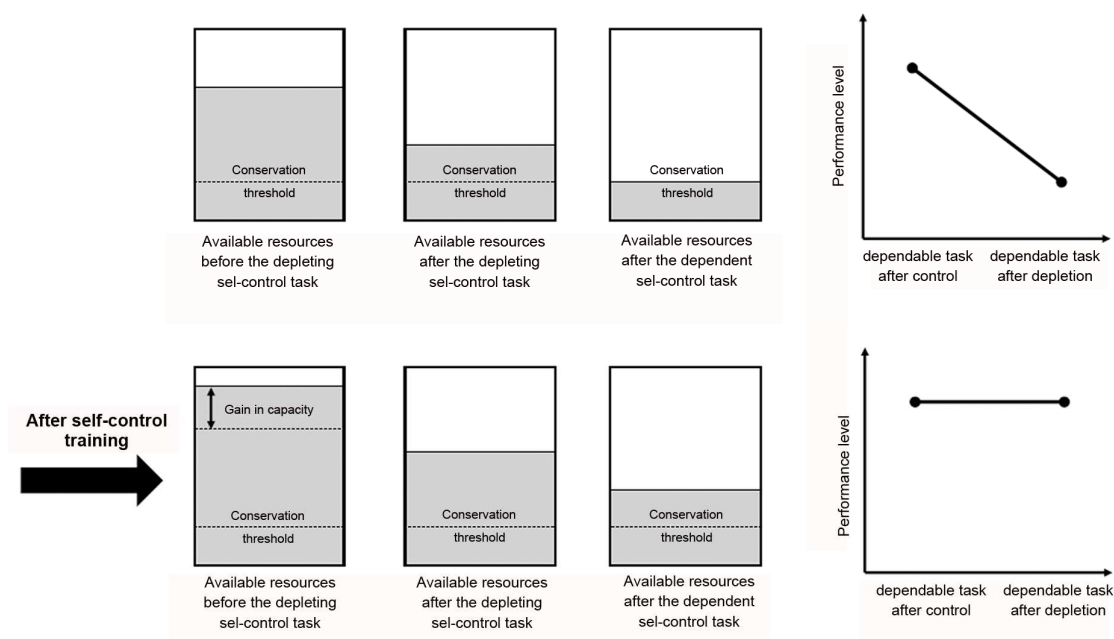 Conservation
threshold
Available resources
before the depleting
sel-control task
Conservation
threshold
Available resources
after the depleting
sel-control task
Conservation
threshold
Available resources
after the dependent
sel-control task
Performance level
dependable task
after control
dependable task
after depletion
After self-control
training
Gain in capacity
Conservation
threshold
Available resources
before the depleting
sel-control task
Conservation
threshold
Available resources
after the depleting
sel-control task
Conservation
threshold
Available resources
after the dependent
sel-control task
Performance level
dependable task
after control
dependable task
after depletion